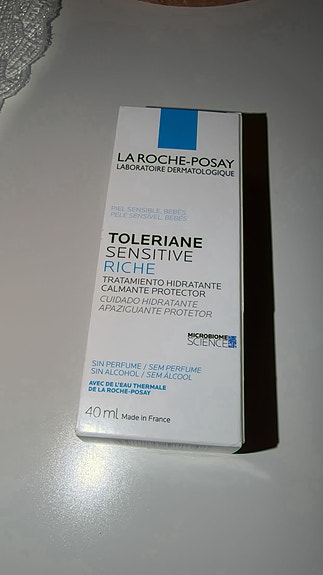 LA ROCHE-POSAY
LABORATOIRE DERMATOLOGIQUE
PIEL SENSIBLE, BEBÉS
PELE SENSÍVEL, BEBÉS
TOLERIANE
SENSITIVE
RICHE
TRATAMIENTO HIDRATANTE
CALMANTE PROTECTOR
CUIDADO HIDRATANTE
APAZIGUANTE PROTETOR
MICROBIOME
SCIENCE
SIN PERFUME / SEM PERFUME
SIN ALCOHOL / SEM ÁLCOOL
AVEC DE L'EAU THERMALE
DE LA ROCHE-POSAY
40 ml Made in France